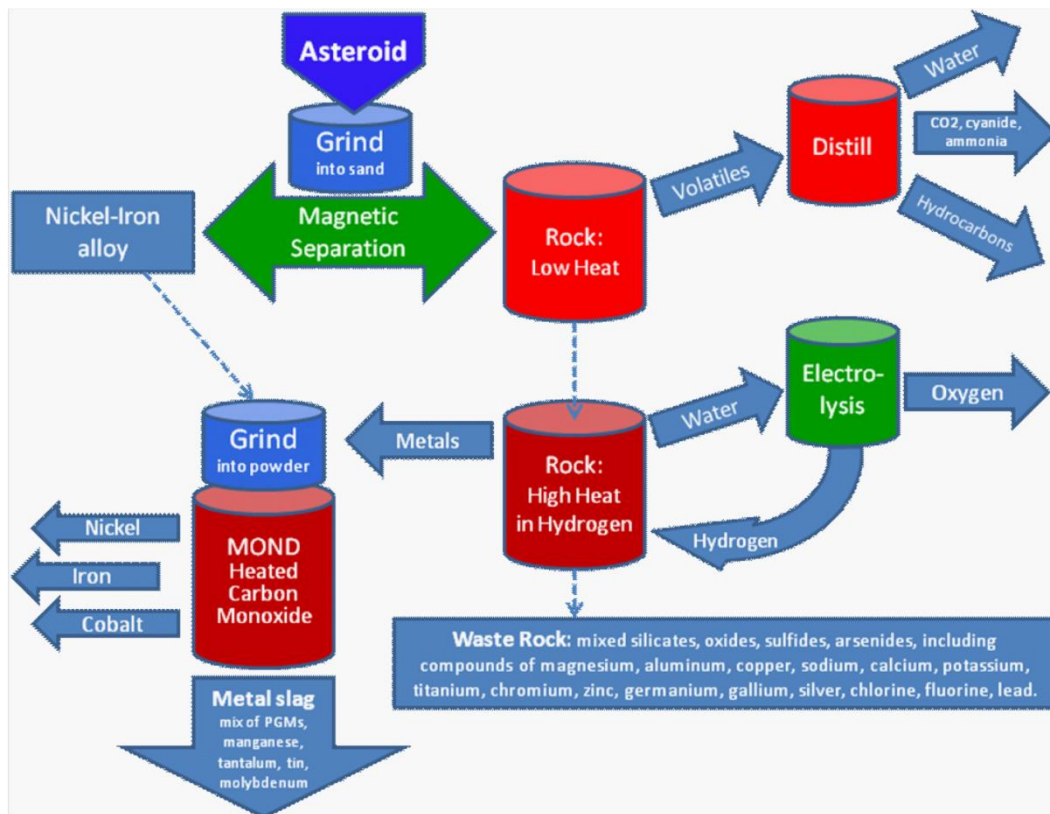 Asteroid
Grind
into sand
Nickel-Iron
alloy
Magnetic
Separation
Rock:
Low Heat
Volatiles
Distill
Water
CO2, cyanide,
ammonia
Hydrocarbons
Grind
into powder
Metals
Rock:
High Heat
in Hydrogen
Water
Electro-
lysis
Oxygen
Hydrogen
Nickel
Iron
Cobalt
MOND
Heated
Carbon
Monoxide
Waste Rock: mixed silicates, oxides, sulfides, arsenides, including
compounds of magnesium, aluminum, copper, sodium, calcium, potassium,
titanium, chromium, zinc, germanium, gallium, silver, chlorine, fluorine, lead.
Metal slag
mix of PGMs,
manganese,
tantalum, tin,
molybdenum